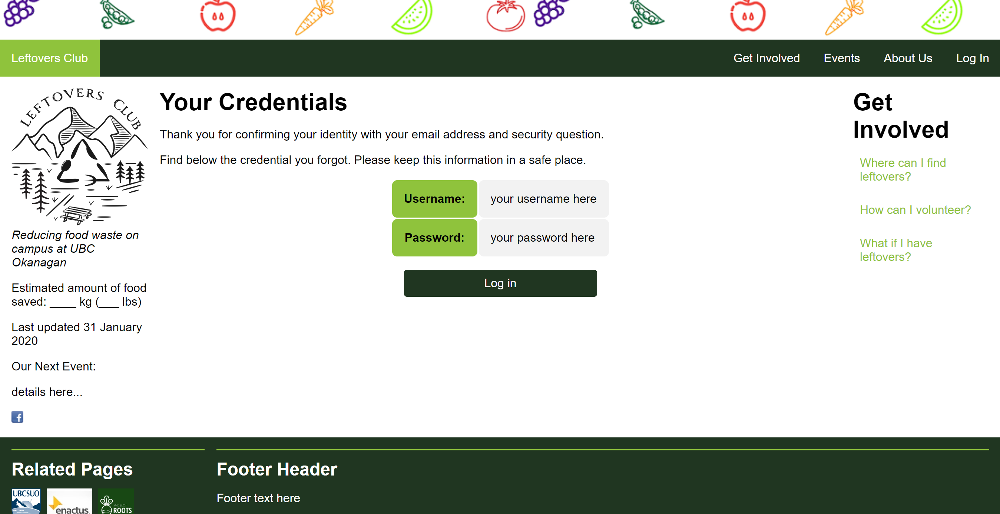 Leftovers Club
Get Involved
Events
About Us
Log In
LEFTOVERS CLUB
Reducing food waste on
campus at UBC
Okanagan
Estimated amount of food
saved: ____ kg (___ lbs)
Last updated 31 January
2020
Our Next Event:
details here...
f
Your Credentials
Thank you for confirming your identity with your email address and security question.
Find below the credential you forgot. Please keep this information in a safe place.
Username: your username here
Password: your password here
Log in
Get
Involved
Where can I find
leftovers?
How can I volunteer?
What if I have
leftovers?
Related Pages
UBCSUO
enactus
ROOTS
Footer Header
Footer text here